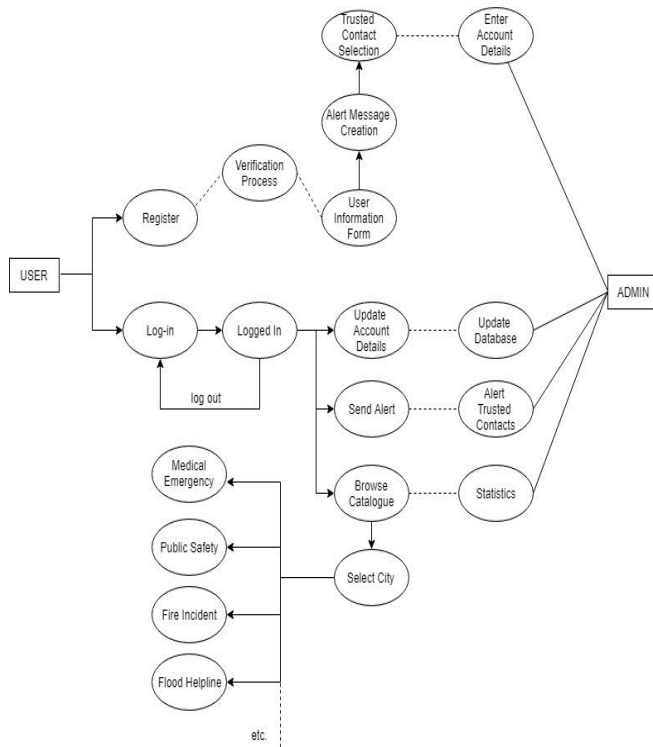 Trusted
Contact
Selection
Enter
Account
Details
Alert Message
Creation
Verification
Process
Register
User
Information
Form
USER
ADMIN
Log-in
Logged In
Update
Account
Details
Update
Database
log out
Send Alert
Alert
Trusted
Contacts
Medical
Emergency
Browse
Catalogue
Statistics
Public Safety
Select City
Fire Incident
Flood Helpline
etc.